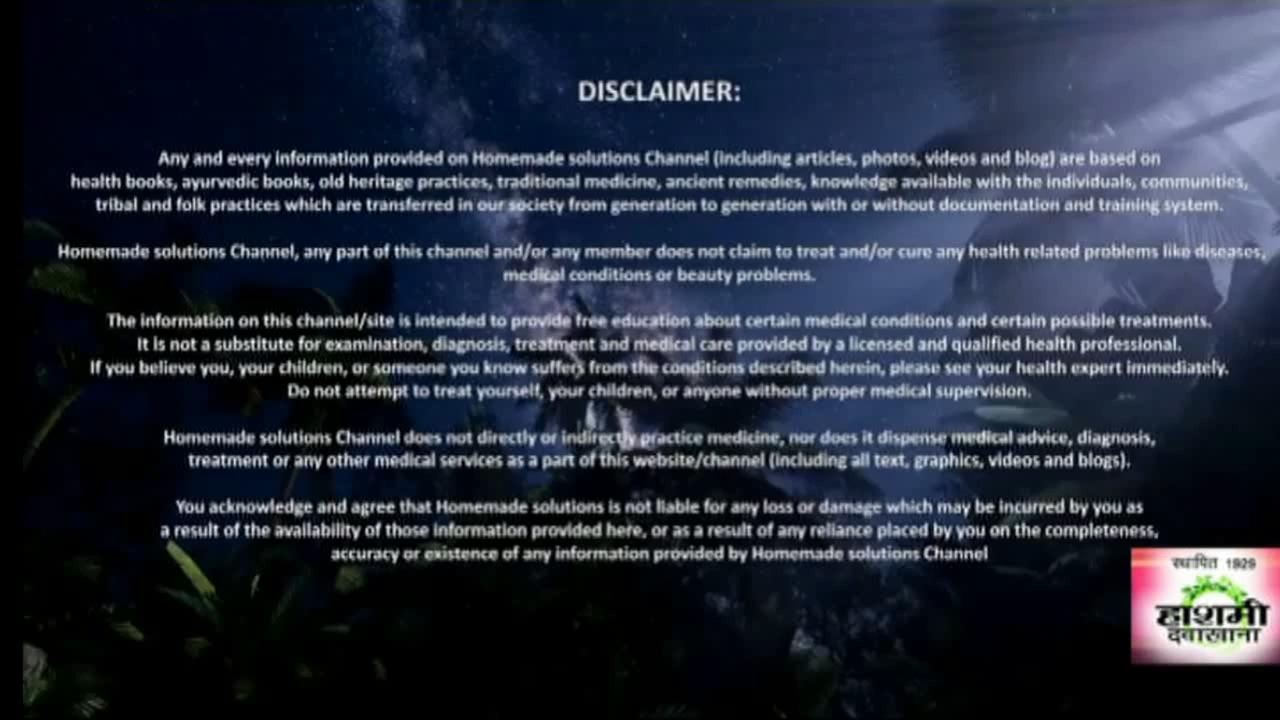 DISCLAIMER:
Any and every information provided on Homemade solutions Channel (including articles, photos, videos and blog) are based on
health books, ayurvedic books, old heritage practices, traditional medicine, ancient remedies, knowledge available with the individuals, communities,
tribal and folk practices which are transferred in our society from generation to generation with or without documentation and training system.
Homemade solutions Channel, any part of this channel and/or any member does not claim to treat and/or cure any health related problems like diseases,
medical conditions or beauty problems.
The information on this channel/site is intended to provide free education about certain medical conditions and certain possible treatments.
It is not a substitute for examination, diagnosis, treatment and medical care provided by a licensed and qualified health professional.
If you believe you, your children, or someone you know suffers from the conditions described herein, please see your health expert immediately.
Do not attempt to treat yourself, your children, or anyone without proper medical supervision.
Homemade solutions Channel does not directly or indirectly practice medicine, nor does it dispense medical advice, diagnosis,
treatment or any other medical services as a part of this website/channel (including all text, graphics, videos and blogs).
You acknowledge and agree that Homemade solutions is not liable for any loss or damage which may be incurred by you as
a result of the availability of those information provided here, or as a result of any reliance placed by you on the completeness,
accuracy or existence of any information provided by Homemade solutions Channel
स्थापित 1929
हाशमी
दवाखाना